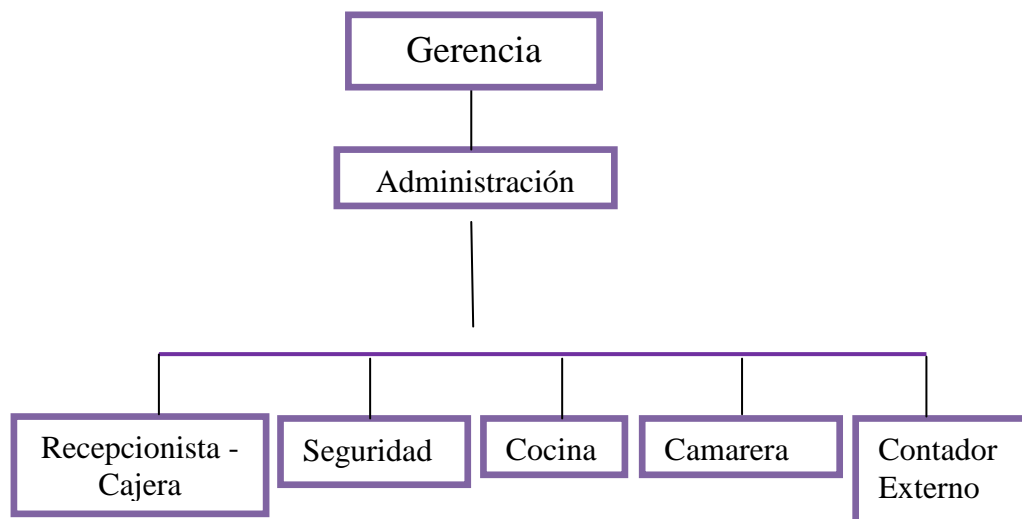 Gerencia
Administración
Recepcionista -
Cajera
Seguridad
Cocina
Camarera
Contador
Externo